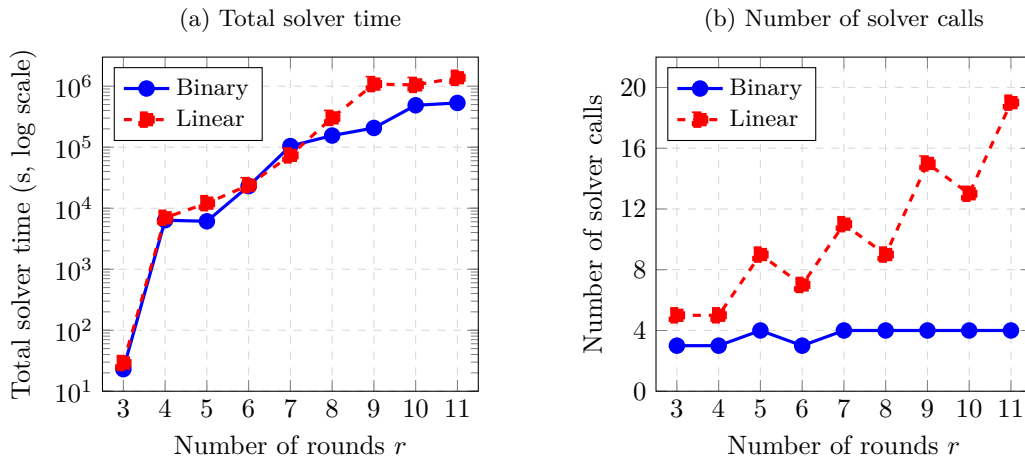 (a) Total solver time
Total solver time (s, log scale)
10^6
10^5
10^4
10^3
10^2
10^1
Binary
Linear
3 4 5 6 7 8 9 10 11
Number of rounds r
(b) Number of solver calls
Number of solver calls
20
16
12
8
4
0
Binary
Linear
3 4 5 6 7 8 9 10 11
Number of rounds r